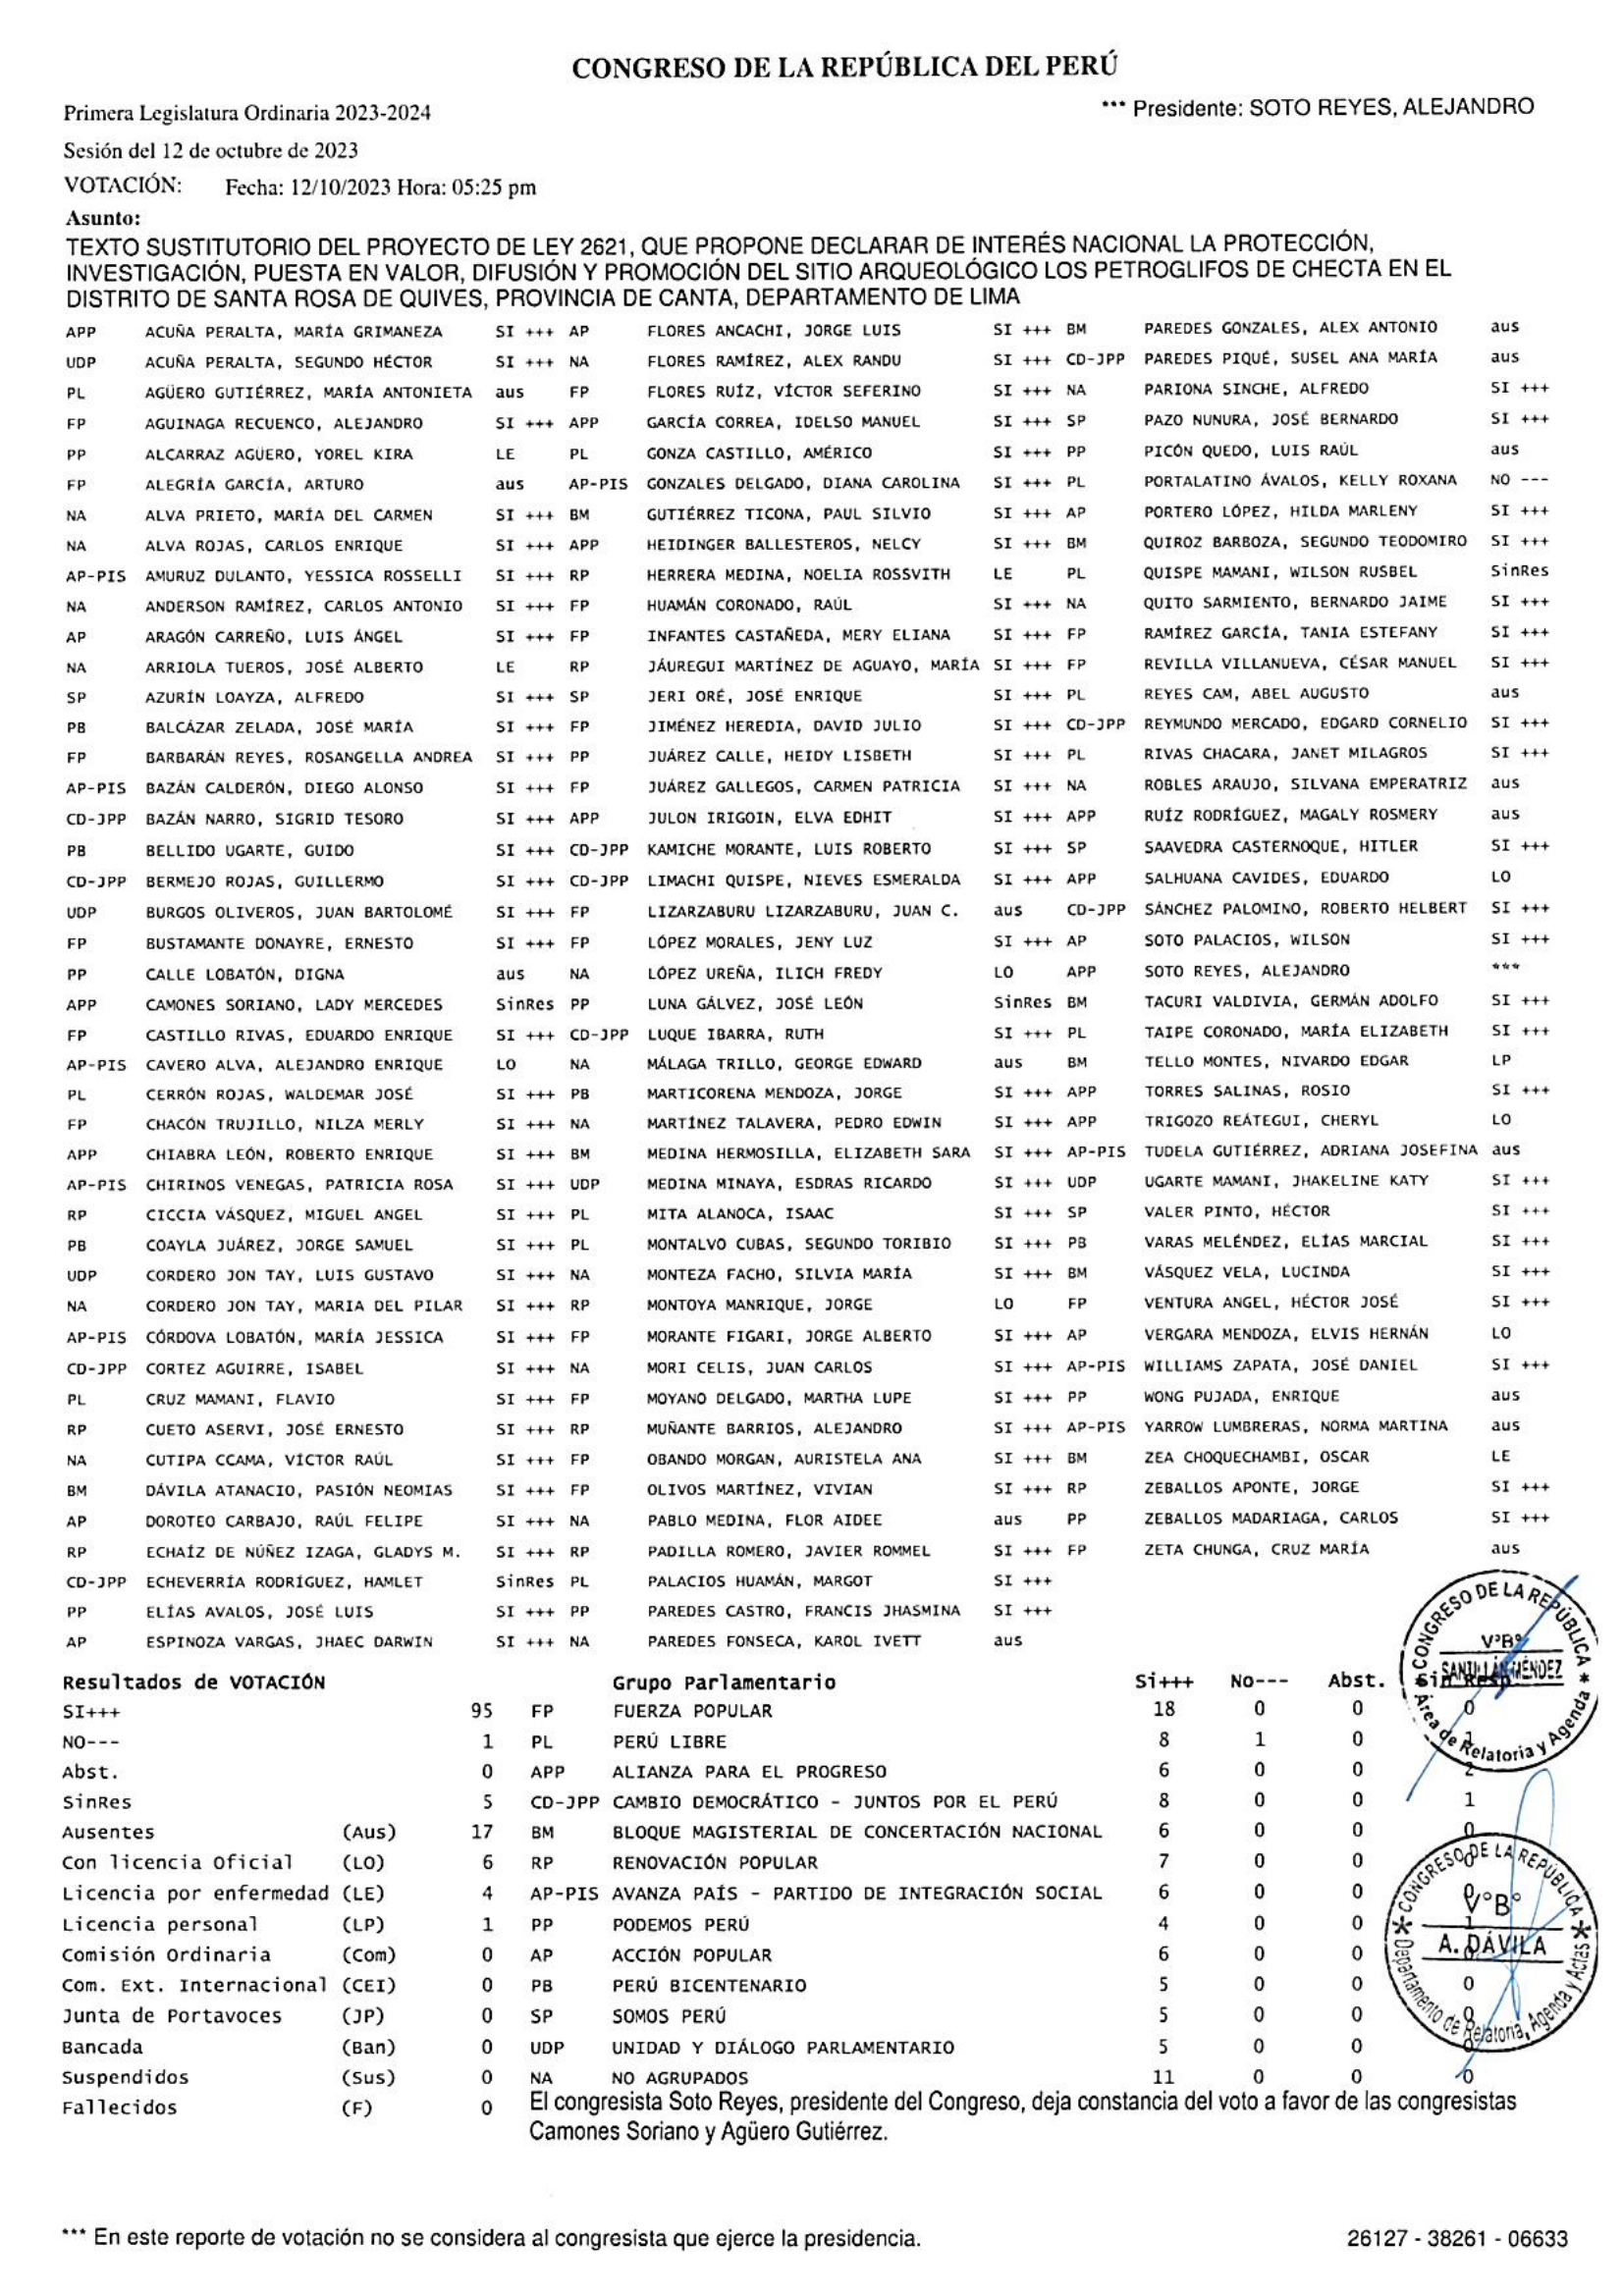 CONGRESO DE LA REPÚBLICA DEL PERÚ
Primera Legislatura Ordinaria 2023-2024
*** Presidente: SOTO REYES, ALEJANDRO
Sesión del 12 de octubre de 2023
VOTACIÓN: Fecha: 12/10/2023 Hora: 05:25 pm
Asunto:
TEXTO SUSTITUTORIO DEL PROYECTO DE LEY 2621, QUE PROPONE DECLARAR DE INTERÉS NACIONAL LA PROTECCIÓN,
INVESTIGACIÓN, PUESTA EN VALOR, DIFUSIÓN Y PROMOCIÓN DEL SITIO ARQUEOLÓGICO LOS PETROGLIFOS DE CHECTA EN EL
DISTRITO DE SANTA ROSA DE QUIVES, PROVINCIA DE CANTA, DEPARTAMENTO DE LIMA
APP ACUÑA PERALTA, MARÍA GRIMANEZA SI +++ AP FLORES ANCACHI, JORGE LUIS SI +++ BM PAREDES GONZALES, ALEX ANTONIO aus
UDP ACUÑA PERALTA, SEGUNDO HÉCTOR SI +++ NA FLORES RAMÍREZ, ALEX RANDU SI +++ CD-JPP PAREDES PIQUÉ, SUSEL ANA MARÍA aus
PL AGÜERO GUTIÉRREZ, MARÍA ANTONIETA aus FP FLORES RUÍZ, VÍCTOR SEFERINO SI +++ NA PARIONA SINCHE, ALFREDO SI +++
FP AGUINAGA RECUENCO, ALEJANDRO SI +++ APP GARCÍA CORREA, IDELSO MANUEL SI +++ SP PAZO NUNURA, JOSÉ BERNARDO SI +++
PP ALCARRAZ AGÜERO, YOREL KIRA LE PL GONZA CASTILLO, AMÉRICO SI +++ PP PICÓN QUEDO, LUIS RAÚL aus
FP ALEGRÍA GARCÍA, ARTURO aus AP-PIS GONZALES DELGADO, DIANA CAROLINA SI +++ PL PORTALATINO ÁVALOS, KELLY ROXANA NO ---
NA ALVA PRIETO, MARÍA DEL CARMEN SI +++ BM GUTIÉRREZ TICONA, PAUL SILVIO SI +++ AP PORTERO LÓPEZ, HILDA MARLENY SI +++
NA ALVA ROJAS, CARLOS ENRIQUE SI +++ APP HEIDINGER BALLESTEROS, NELCY SI +++ BM QUIROZ BARBOZA, SEGUNDO TEODOMIRO SI +++
AP-PIS AMURUZ DULANTO, YESSICA ROSSELLI SI +++ RP HERRERA MEDINA, NOELIA ROSSVITH LE PL QUISPE MAMANI, WILSON RUSBEL SinRes
NA ANDERSON RAMÍREZ, CARLOS ANTONIO SI +++ FP HUAMÁN CORONADO, RAÚL SI +++ NA QUITO SARMIENTO, BERNARDO JAIME SI +++
AP ARAGÓN CARREÑO, LUIS ÁNGEL SI +++ FP INFANTES CASTAÑEDA, MERY ELIANA SI +++ FP RAMÍREZ GARCÍA, TANIA ESTEFANY SI +++
NA ARRIOLA TUEROS, JOSÉ ALBERTO LE RP JÁUREGUI MARTÍNEZ DE AGUAYO, MARÍA SI +++ FP REVILLA VILLANUEVA, CÉSAR MANUEL SI +++
SP AZURÍN LOAYZA, ALFREDO SI +++ SP JERI ORÉ, JOSÉ ENRIQUE SI +++ PL REYES CAM, ABEL AUGUSTO aus
PB BALCÁZAR ZELADA, JOSÉ MARÍA SI +++ FP JIMÉNEZ HEREDIA, DAVID JULIO SI +++ CD-JPP REYMUNDO MERCADO, EDGARD CORNELIO SI +++
FP BARBARÁN REYES, ROSANGELLA ANDREA SI +++ PP JUÁREZ CALLE, HEIDY LISBETH SI +++ PL RIVAS CHACARA, JANET MILAGROS SI +++
AP-PIS BAZÁN CALDERÓN, DIEGO ALONSO SI +++ FP JUÁREZ GALLEGOS, CARMEN PATRICIA SI +++ NA ROBLES ARAUJO, SILVANA EMPERATRIZ aus
CD-JPP BAZÁN NARRO, SIGRID TESORO SI +++ APP JULON IRIGOIN, ELVA EDHIT SI +++ APP RUÍZ RODRÍGUEZ, MAGALY ROSMERY aus
PB BELLIDO UGARTE, GUIDO SI +++ CD-JPP KAMICHE MORANTE, LUIS ROBERTO SI +++ SP SAAVEDRA CASTERNOQUE, HITLER SI +++
CD-JPP BERMEJO ROJAS, GUILLERMO SI +++ CD-JPP LIMACHI QUISPE, NIEVES ESMERALDA SI +++ APP SALHUANA CAVIDES, EDUARDO LO
UDP BURGOS OLIVEROS, JUAN BARTOLOMÉ SI +++ FP LIZARZABURU LIZARZABURU, JUAN C. aus CD-JPP SÁNCHEZ PALOMINO, ROBERTO HELBERT SI +++
FP BUSTAMANTE DONAYRE, ERNESTO SI +++ FP LÓPEZ MORALES, JENY LUZ SI +++ AP SOTO PALACIOS, WILSON SI +++
PP CALLE LOBATÓN, DIGNA aus NA LÓPEZ UREÑA, ILICH FREDY LO APP SOTO REYES, ALEJANDRO ***
APP CAMONES SORIANO, LADY MERCEDES SinRes PP LUNA GÁLVEZ, JOSÉ LEÓN SinRes BM TACURI VALDIVIA, GERMÁN ADOLFO SI +++
FP CASTILLO RIVAS, EDUARDO ENRIQUE SI +++ CD-JPP LUQUE IBARRA, RUTH SI +++ PL TAIPE CORONADO, MARÍA ELIZABETH SI +++
AP-PIS CAVERO ALVA, ALEJANDRO ENRIQUE LO NA MÁLAGA TRILLO, GEORGE EDWARD aus BM TELLO MONTES, NIVARDO EDGAR LP
PL CERRÓN ROJAS, WALDEMAR JOSÉ SI +++ PB MARTICORENA MENDOZA, JORGE SI +++ APP TORRES SALINAS, ROSIO SI +++
FP CHACÓN TRUJILLO, NILZA MERLY SI +++ NA MARTÍNEZ TALAVERA, PEDRO EDWIN SI +++ APP TRIGOZO REÁTEGUI, CHERYL LO
APP CHIABRA LEÓN, ROBERTO ENRIQUE SI +++ BM MEDINA HERMOSILLA, ELIZABETH SARA SI +++ AP-PIS TUDELA GUTIÉRREZ, ADRIANA JOSEFINA aus
AP-PIS CHIRINOS VENEGAS, PATRICIA ROSA SI +++ UDP MEDINA MINAYA, ESDRAS RICARDO SI +++ UDP UGARTE MAMANI, JHAKELINE KATY SI +++
RP CICCIA VÁSQUEZ, MIGUEL ANGEL SI +++ PL MITA ALANOCA, ISAAC SI +++ SP VALER PINTO, HÉCTOR SI +++
PB COAYLA JUÁREZ, JORGE SAMUEL SI +++ PL MONTALVO CUBAS, SEGUNDO TORIBIO SI +++ PB VARAS MELÉNDEZ, ELÍAS MARCIAL SI +++
UDP CORDERO JON TAY, LUIS GUSTAVO SI +++ NA MONTEZA FACHO, SILVIA MARÍA SI +++ BM VÁSQUEZ VELA, LUCINDA SI +++
NA CORDERO JON TAY, MARIA DEL PILAR SI +++ RP MONTOYA MANRIQUE, JORGE LO FP VENTURA ANGEL, HÉCTOR JOSÉ SI +++
AP-PIS CÓRDOVA LOBATÓN, MARÍA JESSICA SI +++ FP MORANTE FIGARI, JORGE ALBERTO SI +++ AP VERGARA MENDOZA, ELVIS HERNÁN LO
CD-JPP CORTEZ AGUIRRE, ISABEL SI +++ NA MORI CELIS, JUAN CARLOS SI +++ AP-PIS WILLIAMS ZAPATA, JOSÉ DANIEL SI +++
PL CRUZ MAMANI, FLAVIO SI +++ FP MOYANO DELGADO, MARTHA LUPE SI +++ PP WONG PUJADA, ENRIQUE aus
RP CUETO ASERVI, JOSÉ ERNESTO SI +++ RP MUÑANTE BARRIOS, ALEJANDRO SI +++ AP-PIS YARROW LUMBRERAS, NORMA MARTINA aus
NA CUTIPA CCAMA, VÍCTOR RAÚL SI +++ FP OBANDO MORGAN, AURISTELA ANA SI +++ BM ZEA CHOQUECHAMBI, OSCAR LE
BM DÁVILA ATANACIO, PASIÓN NEOMIAS SI +++ FP OLIVOS MARTÍNEZ, VIVIAN SI +++ RP ZEBALLOS APONTE, JORGE SI +++
AP DOROTEO CARBAJO, RAÚL FELIPE SI +++ NA PABLO MEDINA, FLOR AIDEE aus PP ZEBALLOS MADARIAGA, CARLOS SI +++
RP ECHAÍZ DE NÚÑEZ IZAGA, GLADYS M. SI +++ RP PADILLA ROMERO, JAVIER ROMMEL SI +++ FP ZETA CHUNGA, CRUZ MARÍA aus
CD-JPP ECHEVERRÍA RODRÍGUEZ, HAMLET SinRes PL PALACIOS HUAMÁN, MARGOT SI +++
PP ELÍAS AVALOS, JOSÉ LUIS SI +++ PP PAREDES CASTRO, FRANCIS JHASMINA SI +++
AP ESPINOZA VARGAS, JHAEC DARWIN SI +++ NA PAREDES FONSECA, KAROL IVETT aus
CONGRESO DE LA REPÚBLICA
V°B°
SANTILLÁN MÉNDEZ
Área de Relatoria y Agenda
Resultados de VOTACIÓN Grupo Parlamentario Si+++ No--- Abst. Sin Resp
SI+++ 95 FP FUERZA POPULAR 18 0 0 0
NO--- 1 PL PERÚ LIBRE 8 1 0 1
Abst. 0 APP ALIANZA PARA EL PROGRESO 6 0 0 2
SinRes 5 CD-JPP CAMBIO DEMOCRÁTICO - JUNTOS POR EL PERÚ 8 0 0 1
Ausentes (Aus) 17 BM BLOQUE MAGISTERIAL DE CONCERTACIÓN NACIONAL 6 0 0 0
Con licencia Oficial (LO) 6 RP RENOVACIÓN POPULAR 7 0 0 0
Licencia por enfermedad (LE) 4 AP-PIS AVANZA PAÍS - PARTIDO DE INTEGRACIÓN SOCIAL 6 0 0 0
Licencia personal (LP) 1 PP PODEMOS PERÚ 4 0 0 1
Comisión Ordinaria (Com) 0 AP ACCIÓN POPULAR 6 0 0 0
Com. Ext. Internacional (CEI) 0 PB PERÚ BICENTENARIO 5 0 0 0
Junta de Portavoces (JP) 0 SP SOMOS PERÚ 5 0 0 0
Bancada (Ban) 0 UDP UNIDAD Y DIÁLOGO PARLAMENTARIO 5 0 0 0
Suspendidos (Sus) 0 NA NO AGRUPADOS 11 0 0 0
Fallecidos (F) 0
CONGRESO DE LA REPÚBLICA
V°B°
A. DÁVILA
Departamento de Relatoria, Agenda y Actas
El congresista Soto Reyes, presidente del Congreso, deja constancia del voto a favor de las congresistas
Camones Soriano y Agüero Gutiérrez.
*** En este reporte de votación no se considera al congresista que ejerce la presidencia.
26127 - 38261 - 06633